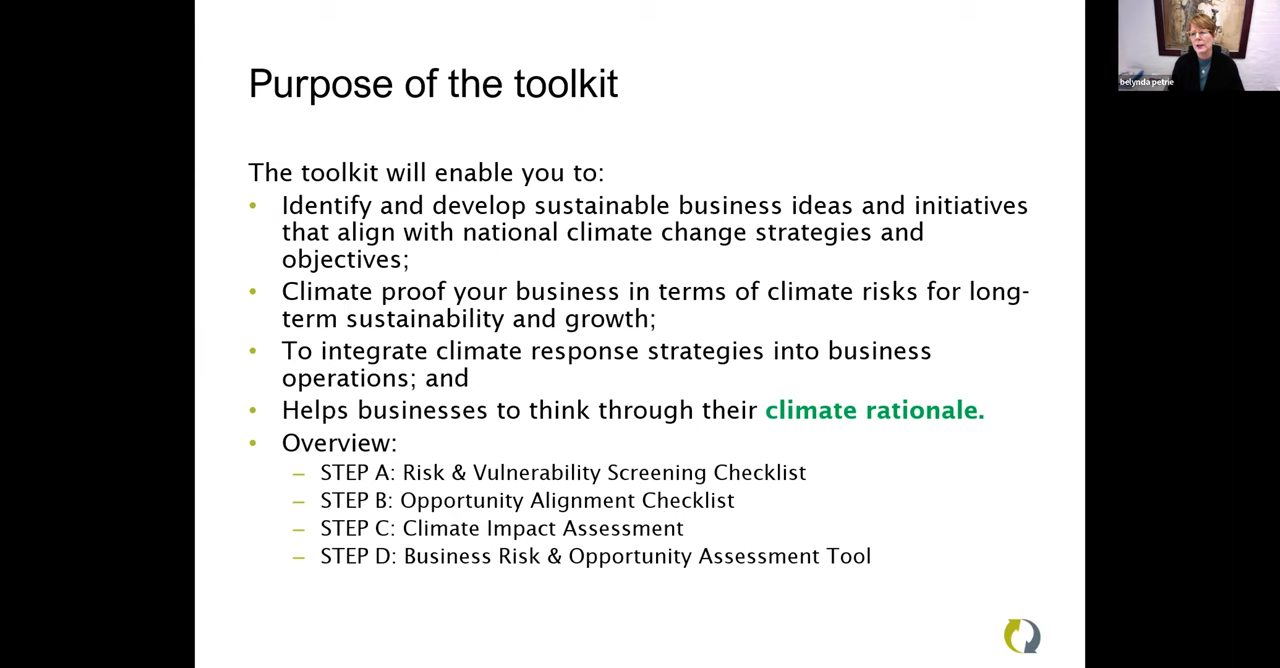 Purpose of the toolkit
The toolkit will enable you to:
• Identify and develop sustainable business ideas and initiatives
that align with national climate change strategies and
objectives;
• Climate proof your business in terms of climate risks for long-
term sustainability and growth;
• To integrate climate response strategies into business
operations; and
• Helps businesses to think through their climate rationale.
• Overview:
– STEP A: Risk & Vulnerability Screening Checklist
– STEP B: Opportunity Alignment Checklist
– STEP C: Climate Impact Assessment
– STEP D: Business Risk & Opportunity Assessment Tool
belynda petrie